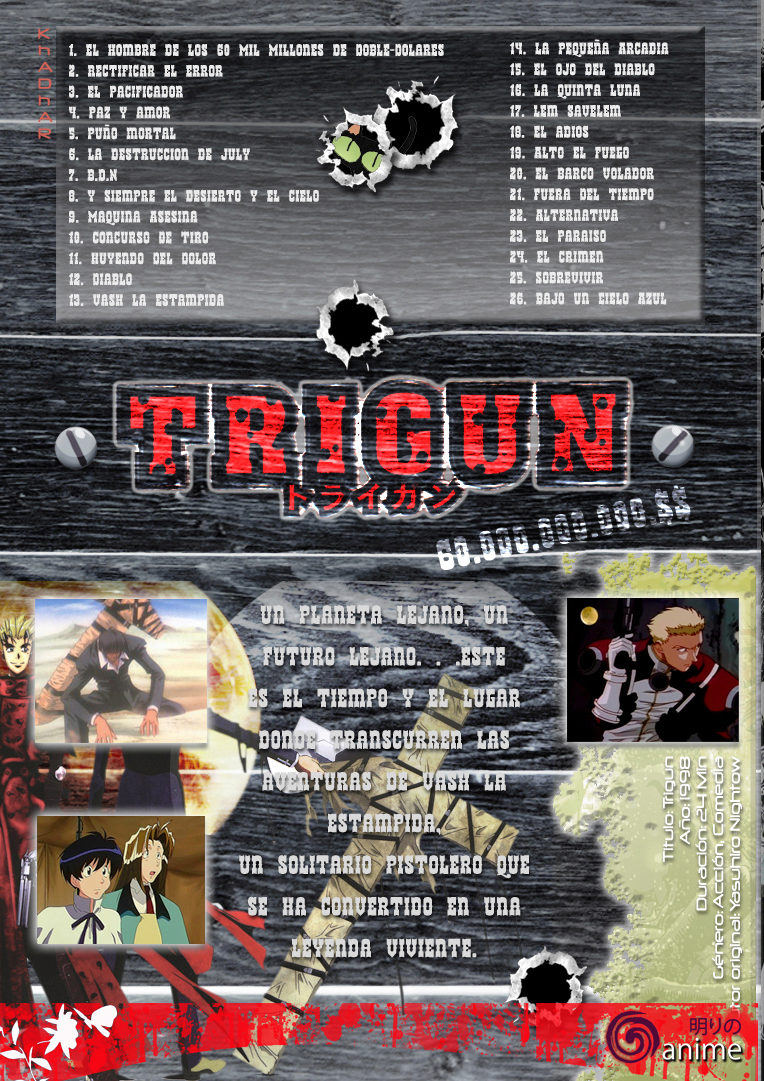 KHAOHAR
1. EL HOMBRE DE LOS 60 MIL MILLONES DE DOBLE-DOLARES
2. RECTIFICAR EL ERROR
3. EL PACIFICADOR
4. PAZ Y AMOR
5. PUÑO MORTAL
6. LA DESTRUCCION DE JULY
7. B.D.N
8. Y SIEMPRE EL DESIERTO Y EL CIELO
9. MAQUINA ASESINA
10. CONCURSO DE TIRO
11. HUYENDO DEL DOLOR
12. DIABLO
13. VASH LA ESTAMPIDA
14. LA PEQUEÑA ARCADIA
15. EL OJO DEL DIABLO
16. LA QUINTA LUNA
17. LEM SAVELEM
18. EL ADIOS
19. ALTO EL FUEGO
20. EL BARCO VOLADOR
21. FUERA DEL TIEMPO
22. ALTERNATIVA
23. EL PARAISO
24. EL CRIMEN
25. SOBREVIVIR
26. BAJO UN CIELO AZUL
TRIGUN
トライガン
60.000.000.000.$$
UN PLANETA LEJANO, UN
FUTURO LEJANO. . .ESTE
ES EL TIEMPO Y EL LUGAR
DONDE TRANSCURREN LAS
AVENTURAS DE VASH LA
ESTAMPIDA,
UN SOLITARIO PISTOLERO QUE
SE HA CONVERTIDO EN UNA
LEYENDA VIVIENTE.
Título: Trigun
Año: 1998
Duración: 24 Min
Género: Acción, Comedia
or original: Yasuhiro Nightow
明りの
anime